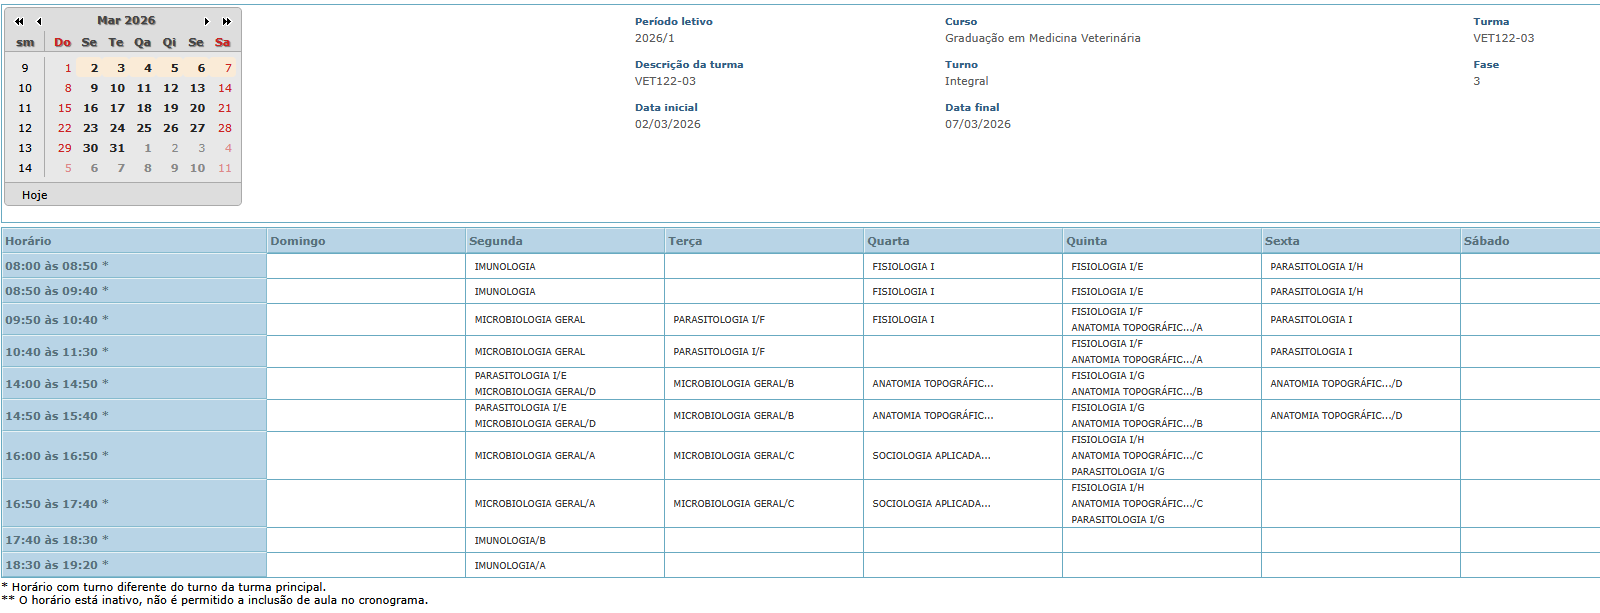 Mar 2026
sm Do Se Te Qa Qi Se Sa
9 1 2 3 4 5 6 7
10 8 9 10 11 12 13 14
11 15 16 17 18 19 20 21
12 22 23 24 25 26 27 28
13 29 30 31 1 2 3 4
14 5 6 7 8 9 10 11
Hoje
Período letivo Curso Turma
2026/1 Graduação em Medicina Veterinária VET122-03
Descrição da turma Turno Fase
VET122-03 Integral 3
Data inicial Data final
02/03/2026 07/03/2026
Horário Domingo Segunda Terça Quarta Quinta Sexta Sábado
08:00 às 08:50 * IMUNOLOGIA FISIOLOGIA I FISIOLOGIA I/E PARASITOLOGIA I/H
08:50 às 09:40 * IMUNOLOGIA FISIOLOGIA I FISIOLOGIA I/E PARASITOLOGIA I/H
FISIOLOGIA I/F
09:50 às 10:40 * MICROBIOLOGIA GERAL PARASITOLOGIA I/F FISIOLOGIA I PARASITOLOGIA I
ANATOMIA TOPOGRÁFIC.../A
FISIOLOGIA I/F
10:40 às 11:30 * MICROBIOLOGIA GERAL PARASITOLOGIA I/F PARASITOLOGIA I
ANATOMIA TOPOGRÁFIC.../A
PARASITOLOGIA I/E FISIOLOGIA I/G
14:00 às 14:50 * MICROBIOLOGIA GERAL/B ANATOMIA TOPOGRÁFIC... ANATOMIA TOPOGRÁFIC.../D
MICROBIOLOGIA GERAL/D ANATOMIA TOPOGRÁFIC.../B
PARASITOLOGIA I/E FISIOLOGIA I/G
14:50 às 15:40 * MICROBIOLOGIA GERAL/B ANATOMIA TOPOGRÁFIC... ANATOMIA TOPOGRÁFIC.../D
MICROBIOLOGIA GERAL/D ANATOMIA TOPOGRÁFIC.../B
FISIOLOGIA I/H
16:00 às 16:50 * MICROBIOLOGIA GERAL/A MICROBIOLOGIA GERAL/C SOCIOLOGIA APLICADA... ANATOMIA TOPOGRÁFIC.../C
PARASITOLOGIA I/G
FISIOLOGIA I/H
16:50 às 17:40 * MICROBIOLOGIA GERAL/A MICROBIOLOGIA GERAL/C SOCIOLOGIA APLICADA... ANATOMIA TOPOGRÁFIC.../C
PARASITOLOGIA I/G
17:40 às 18:30 * IMUNOLOGIA/B
18:30 às 19:20 * IMUNOLOGIA/A
* Horário com turno diferente do turno da turma principal.
** O horário está inativo, não é permitido a inclusão de aula no cronograma.